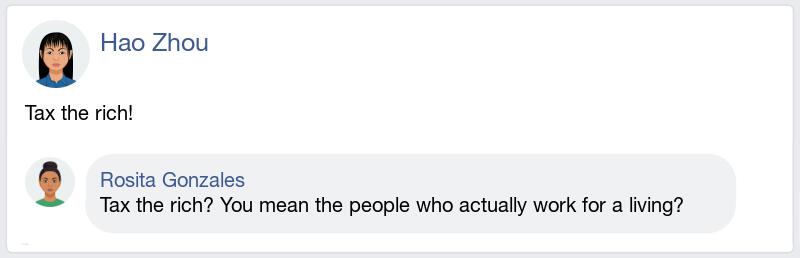 Hao Zhou
Tax the rich!
Rosita Gonzales
Tax the rich? You mean the people who actually work for a living?